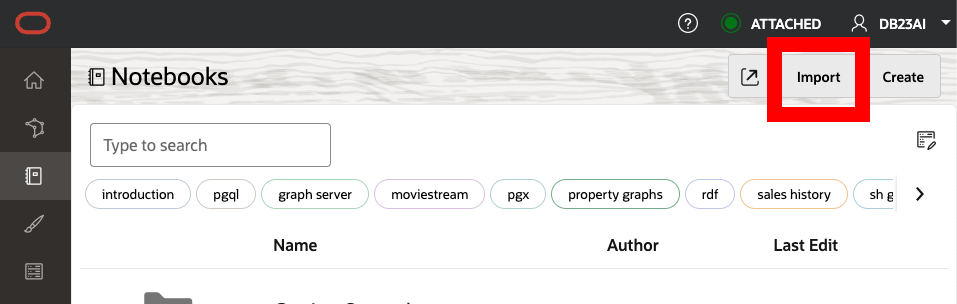 ATTACHED
DB23AI
Notebooks
Import
Create
Type to search
introduction
pgql
graph server
moviestream
pgx
property graphs
rdf
sales history
sh g
Name
Author
Last Edit